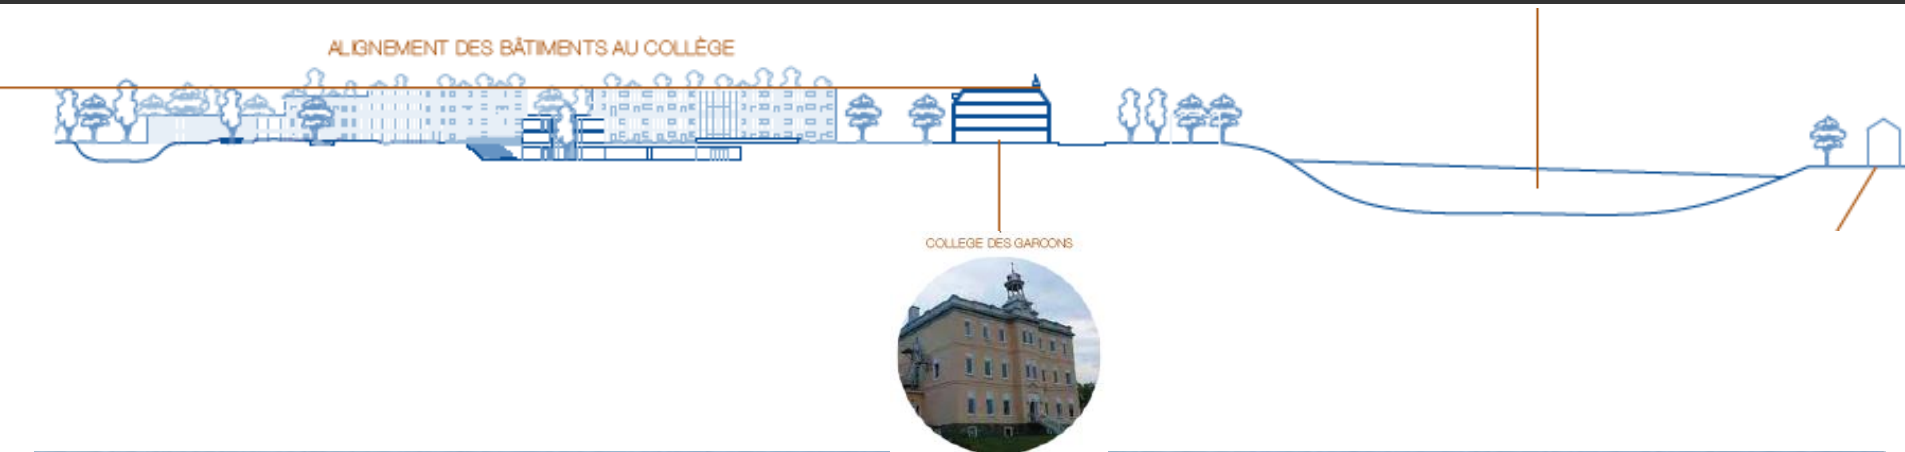 ALIGNEMENT DES BÂTIMENTS AU COLLÈGE
COLLEGE DES GARCONS